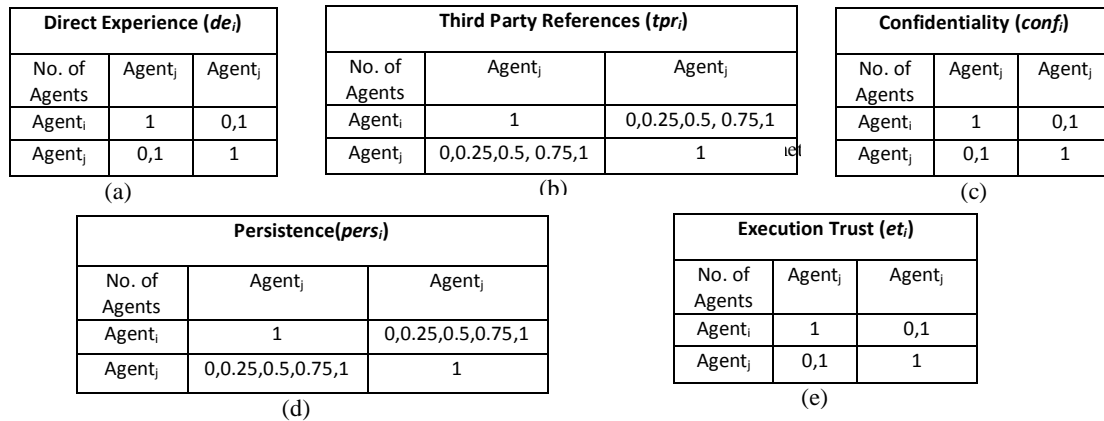 Direct Experience (deᵢ)
No. of Agents Agentⱼ Agentⱼ
Agentᵢ 1 0,1
Agentⱼ 0,1 1
(a)
Third Party References (tprᵢ)
No. of Agents Agentⱼ Agentⱼ
Agentᵢ 1 0,0.25,0.5, 0.75,1
Agentⱼ 0,0.25,0.5, 0.75,1 1
(b)
Confidentiality (confᵢ)
No. of Agents Agentⱼ Agentⱼ
Agentᵢ 1 0,1
Agentⱼ 0,1 1
(c)
Persistence(persᵢ)
No. of Agents Agentⱼ Agentⱼ
Agentᵢ 1 0,0.25,0.5,0.75,1
Agentⱼ 0,0.25,0.5,0.75,1 1
(d)
Execution Trust (etᵢ)
No. of Agents Agentⱼ Agentⱼ
Agentᵢ 1 0,1
Agentⱼ 0,1 1
(e)